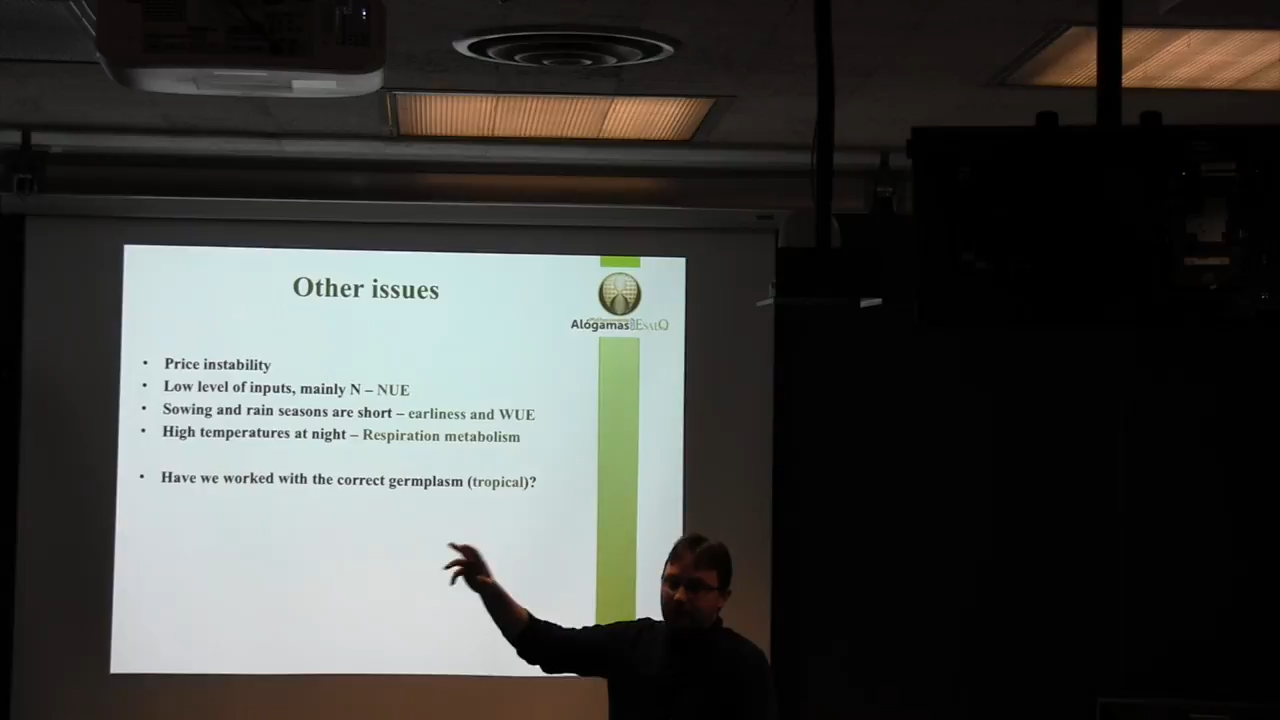 Other issues
Alogamas ESALQ
• Price instability
• Low level of inputs, mainly N – NUE
• Sowing and rain seasons are short – earliness and WUE
• High temperatures at night – Respiration metabolism
• Have we worked with the correct germplasm (tropical)?